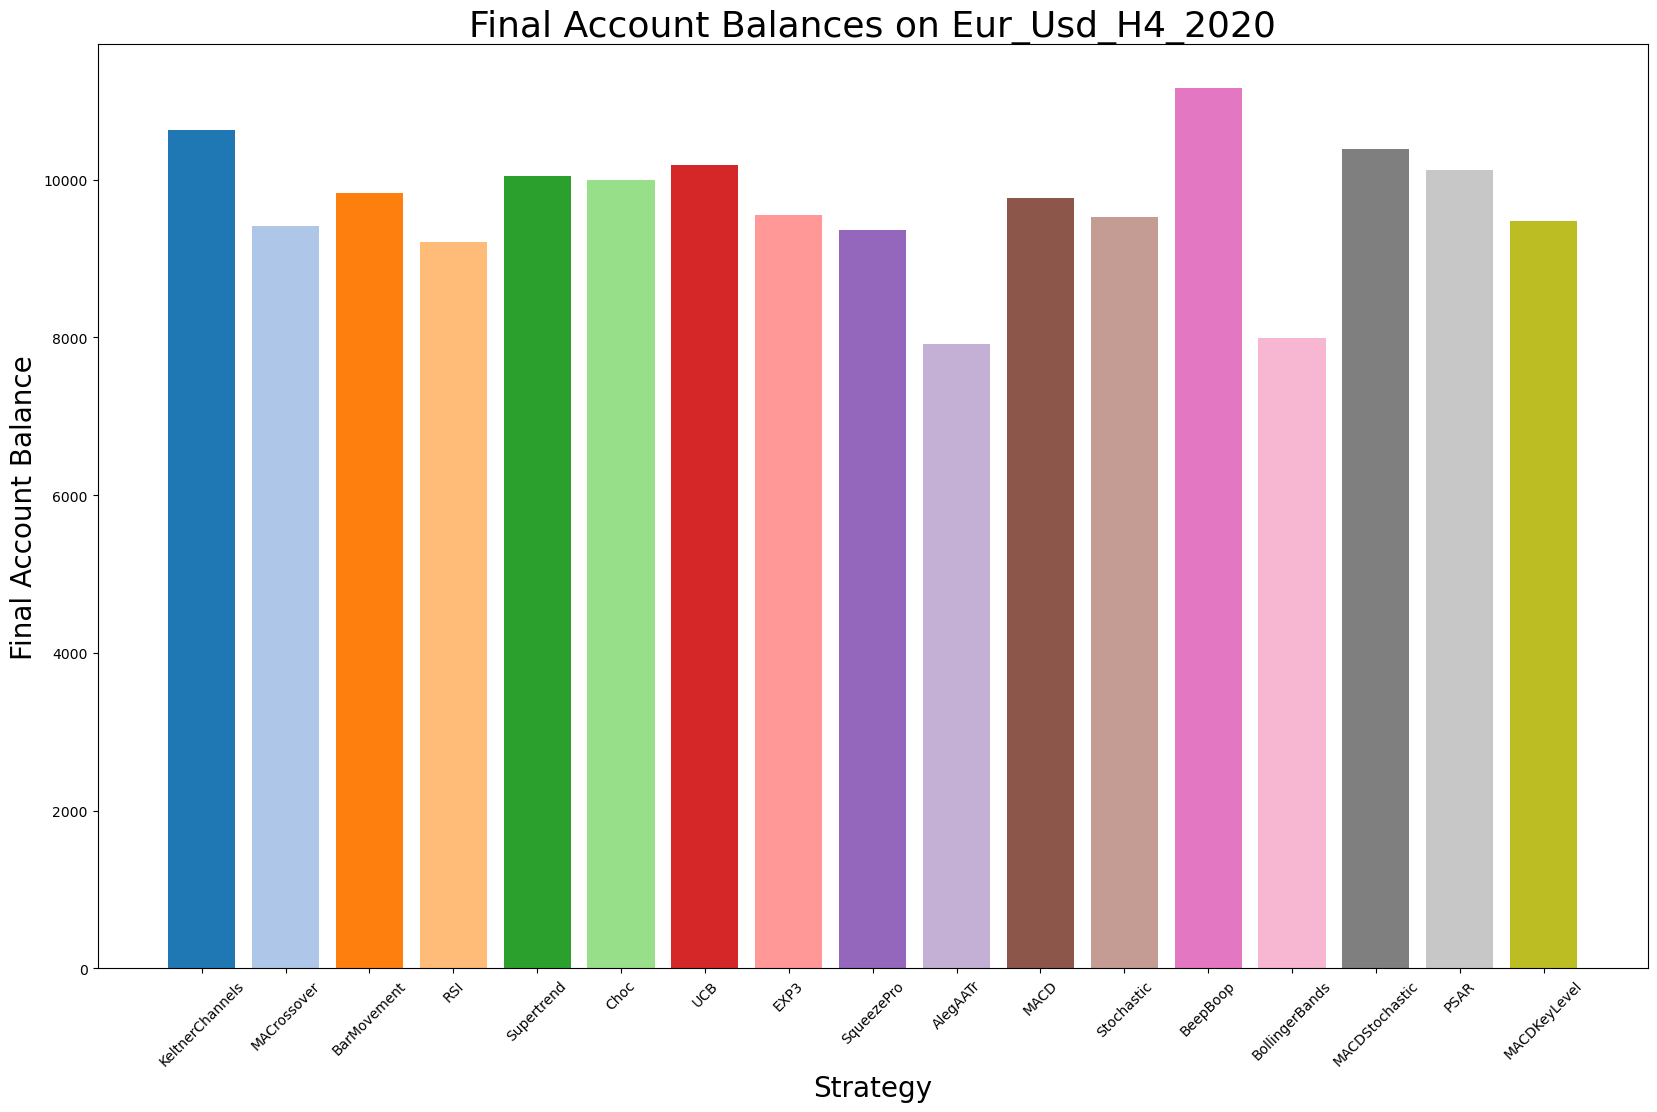 Final Account Balances on Eur_Usd_H4_2020
Final Account Balance
10000
8000
6000
4000
2000
0
KeltnerChannels
MACrossover
BarMovement
RSI
Supertrend
Choc
UCB
EXP3
SqueezePro
AlegAATr
MACD
Stochastic
BeepBoop
BollingerBands
MACDStochastic
PSAR
MACDKeyLevel
Strategy